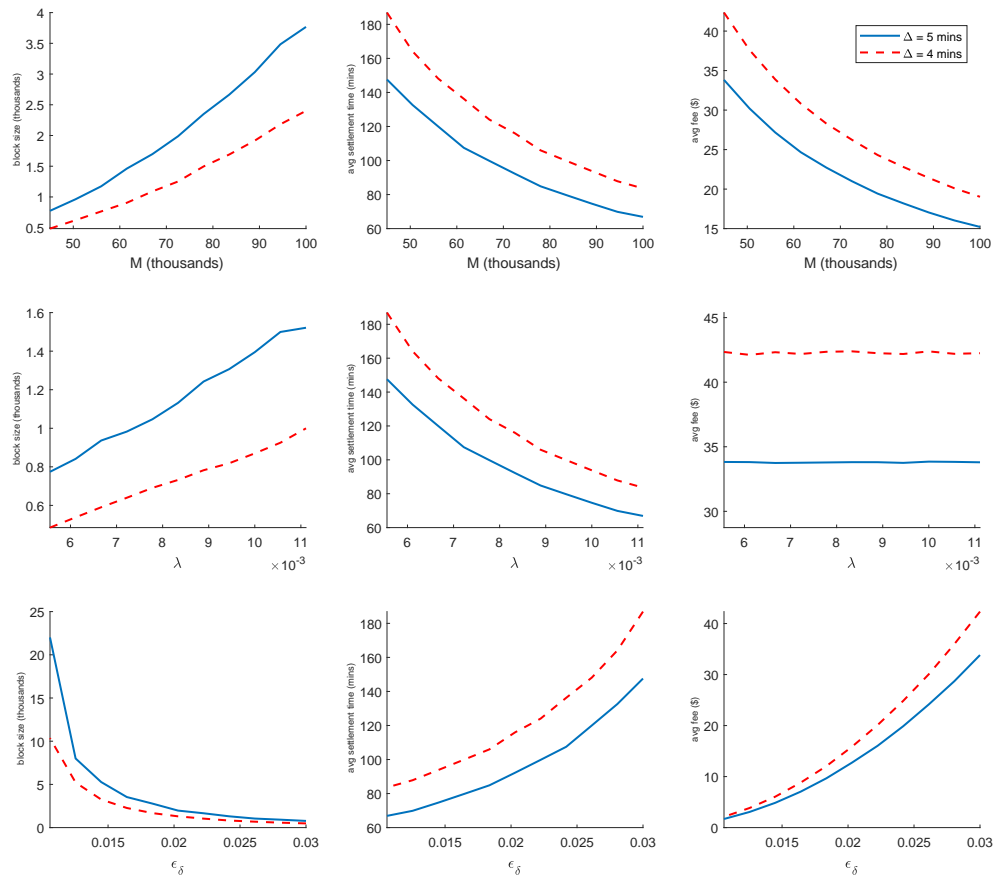 4
3.5
3
2.5
2
1.5
1
0.5
block size (thousands)
50 60 70 80 90 100
M (thousands)
180
160
140
120
100
80
60
avg settlement time (mins)
50 60 70 80 90 100
M (thousands)
40
35
30
25
20
15
avg fee ($)
50 60 70 80 90 100
M (thousands)
Δ = 5 mins
Δ = 4 mins
1.6
1.4
1.2
1
0.8
0.6
block size (thousands)
6 7 8 9 10 11
λ
×10⁻³
180
160
140
120
100
80
60
avg settlement time (mins)
6 7 8 9 10 11
λ
×10⁻³
45
42
39
36
33
30
avg fee ($)
6 7 8 9 10 11
λ
×10⁻³
25
20
15
10
5
0
block size (thousands)
0.015 0.02 0.025 0.03
ϵ_δ
180
160
140
120
100
80
60
avg settlement time (mins)
0.015 0.02 0.025 0.03
ϵ_δ
40
30
20
10
0
avg fee ($)
0.015 0.02 0.025 0.03
ϵ_δ